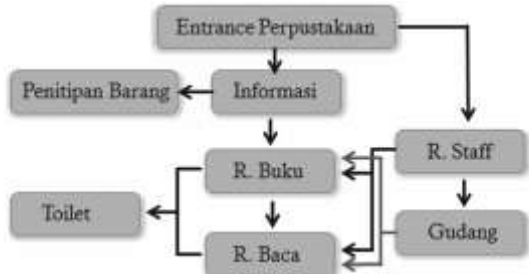 Entrance Perpustakaan
Penitipan Barang
Informasi
R. Buku
R. Staff
Toilet
Gudang
R. Baca